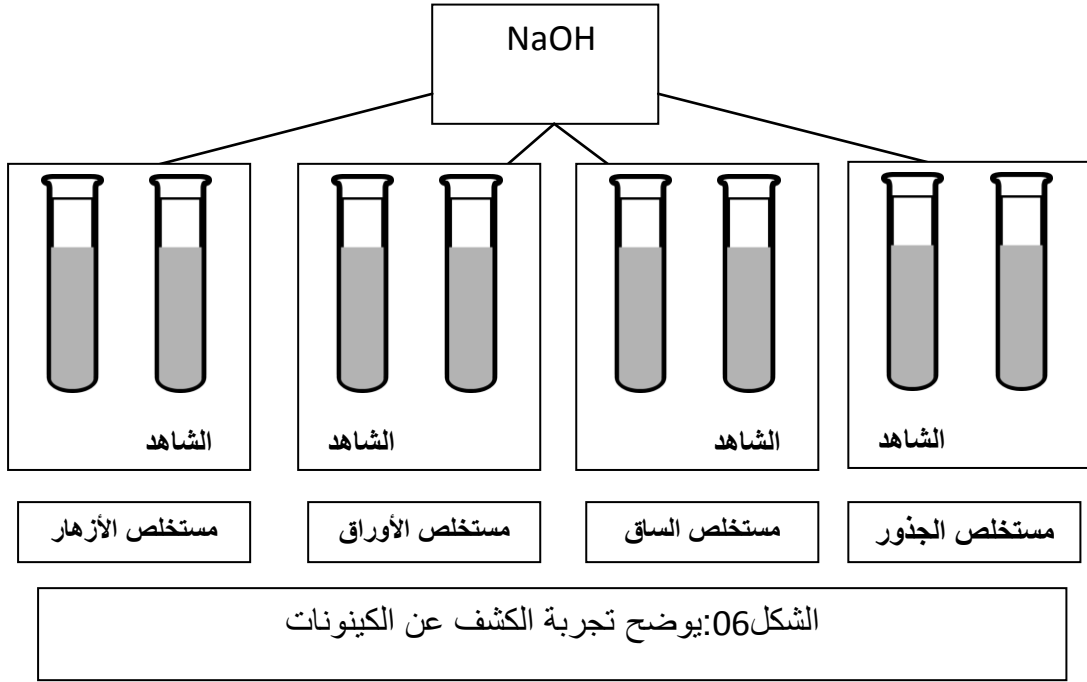 NaOH
الشاهد
الشاهد
الشاهد
الشاهد
مستخلص الجذور
مستخلص الساق
مستخلص الأوراق
مستخلص الأزهار
الشكل06:يوضح تجربة الكشف عن الكينونات